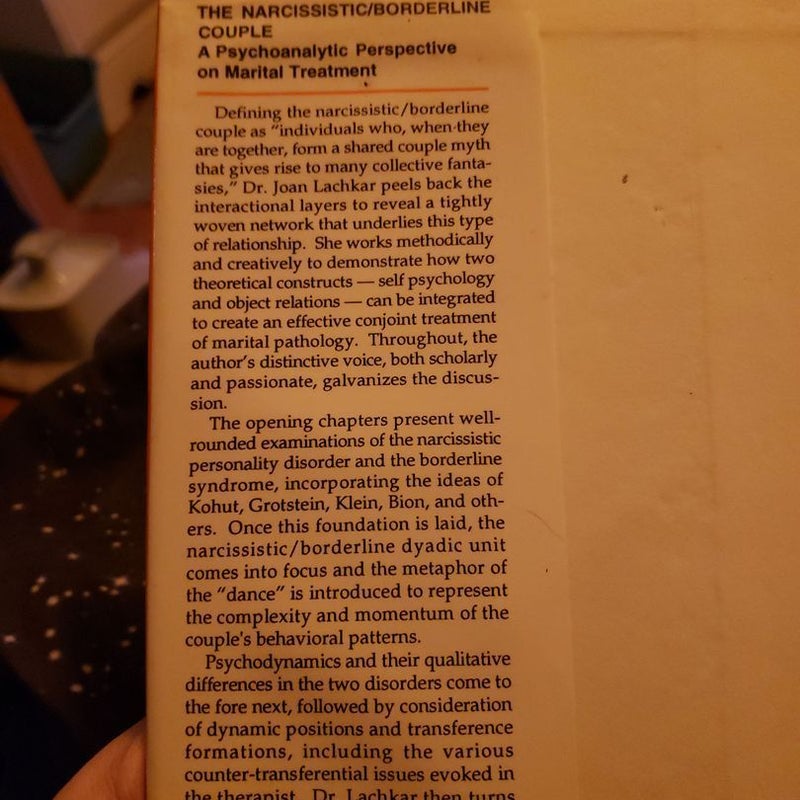 THE NARCISSISTIC/BORDERLINE
COUPLE
A Psychoanalytic Perspective
on Marital Treatment
Defining the narcissistic/borderline
couple as "individuals who, when they
are together, form a shared couple myth
that gives rise to many collective fanta-
sies," Dr. Joan Lachkar peels back the
interactional layers to reveal a tightly
woven network that underlies this type
of relationship. She works methodically
and creatively to demonstrate how two
theoretical constructs — self psychology
and object relations — can be integrated
to create an effective conjoint treatment
of marital pathology. Throughout, the
author's distinctive voice, both scholarly
and passionate, galvanizes the discus-
sion.
The opening chapters present well-
rounded examinations of the narcissistic
personality disorder and the borderline
syndrome, incorporating the ideas of
Kohut, Grotstein, Klein, Bion, and oth-
ers. Once this foundation is laid, the
narcissistic/borderline dyadic unit
comes into focus and the metaphor of
the "dance" is introduced to represent
the complexity and momentum of the
couple's behavioral patterns.
Psychodynamics and their qualitative
differences in the two disorders come to
the fore next, followed by consideration
of dynamic positions and transference
formations, including the various
counter-transferential issues evoked in
the therapist. Dr. Lachkar then turns